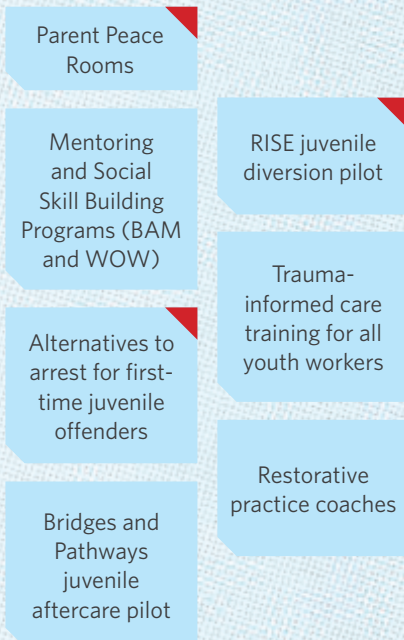 Parent Peace
Rooms
Mentoring
and Social
Skill Building
Programs (BAM
and WOW)
Alternatives to
arrest for first-
time juvenile
offenders
Bridges and
Pathways
juvenile
aftercare pilot
RISE juvenile
diversion pilot
Trauma-
informed care
training for all
youth workers
Restorative
practice coaches